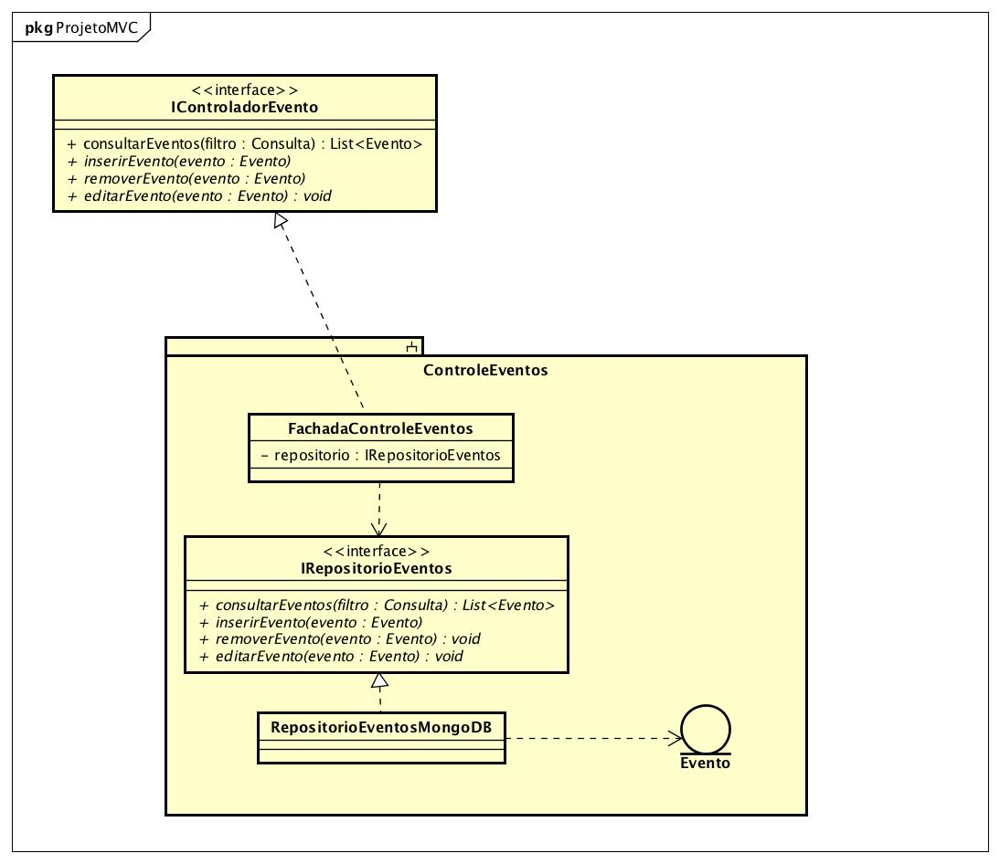 pkg ProjetoMVC
<<interface>>
IControladorEvento
+ consultarEventos(filtro : Consulta) : List<Evento>
+ inserirEvento(evento : Evento)
+ removerEvento(evento : Evento)
+ editarEvento(evento : Evento) : void
ControleEventos
FachadaControleEventos
- repositorio : IRepositorioEventos
<<interface>>
IRepositorioEventos
+ consultarEventos(filtro : Consulta) : List<Evento>
+ inserirEvento(evento : Evento)
+ removerEvento(evento : Evento) : void
+ editarEvento(evento : Evento) : void
RepositorioEventosMongoDB
Evento